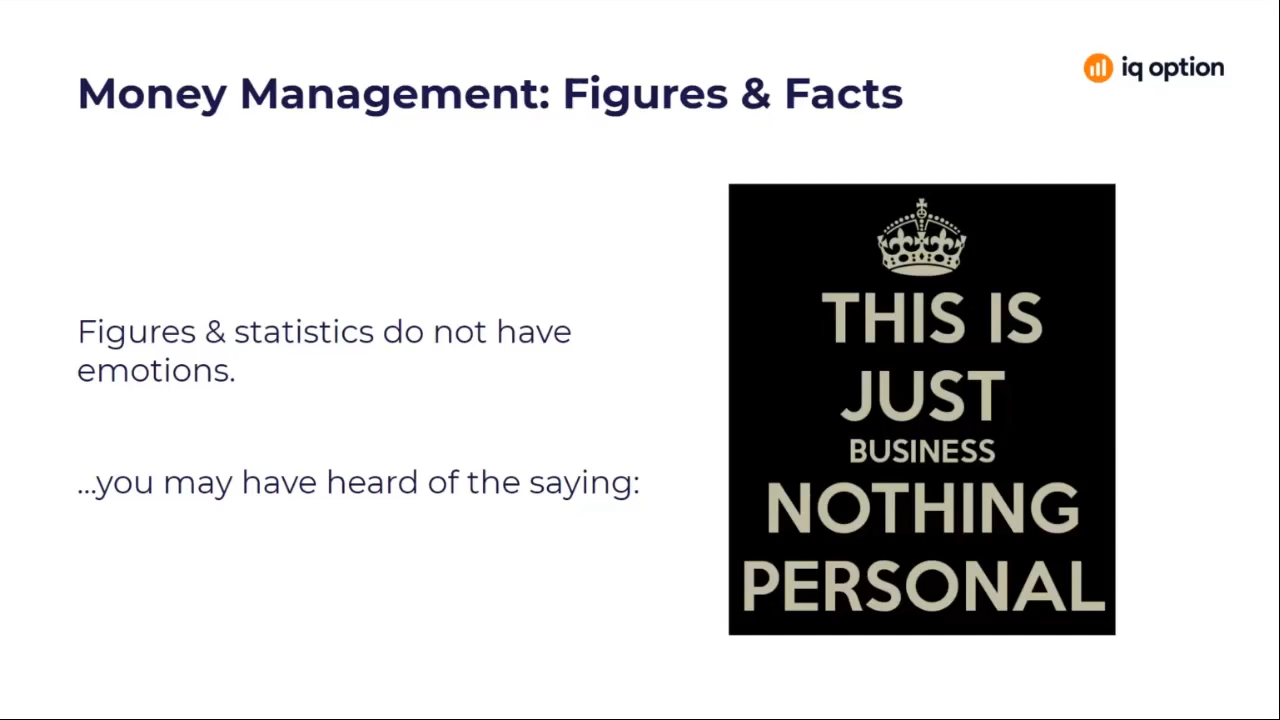 Money Management: Figures & Facts
iq option
Figures & statistics do not have
emotions.
...you may have heard of the saying:
THIS IS
JUST
BUSINESS
NOTHING
PERSONAL